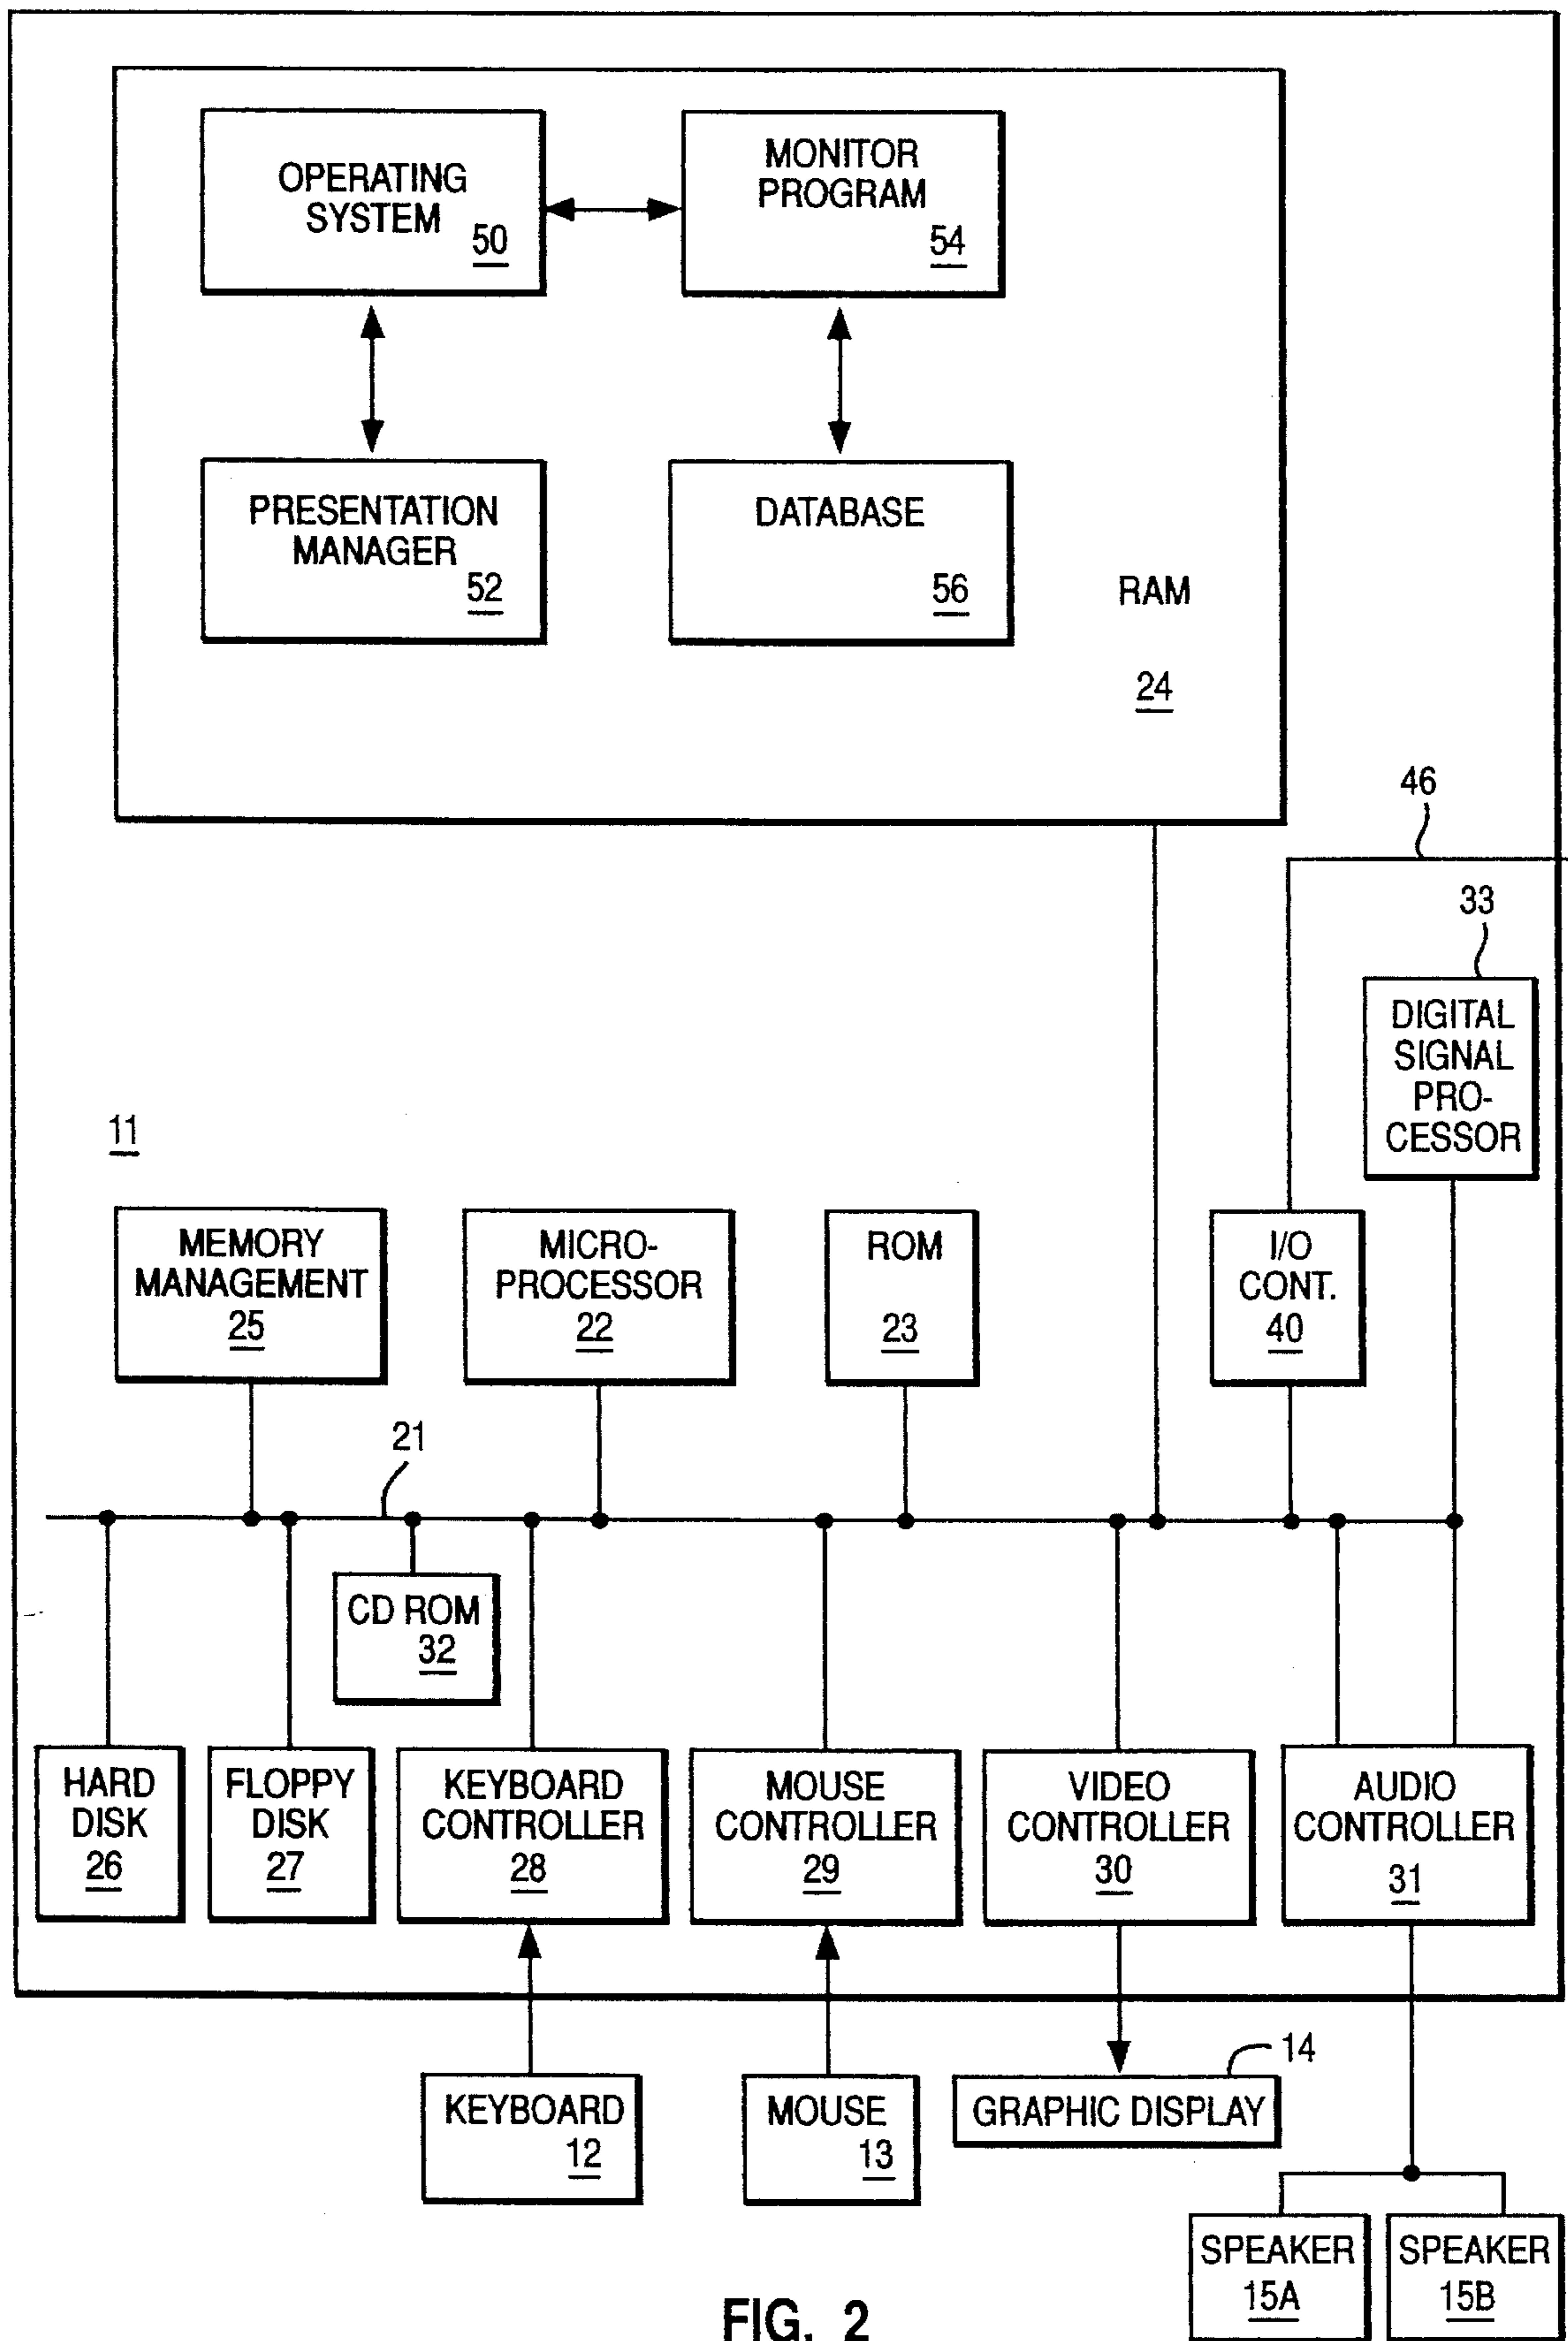 OPERATING
SYSTEM
50
MONITOR
PROGRAM
54
PRESENTATION
MANAGER
52
DATABASE
56
RAM
24
46
33
DIGITAL
SIGNAL
PRO-
CESSOR
11
MEMORY
MANAGEMENT
25
MICRO-
PROCESSOR
22
ROM
23
I/O
CONT.
40
21
CD ROM
32
HARD
DISK
26
FLOPPY
DISK
27
KEYBOARD
CONTROLLER
28
MOUSE
CONTROLLER
29
VIDEO
CONTROLLER
30
AUDIO
CONTROLLER
31
KEYBOARD
12
MOUSE
13
14
GRAPHIC DISPLAY
SPEAKER
15A
SPEAKER
15B
FIG. 2